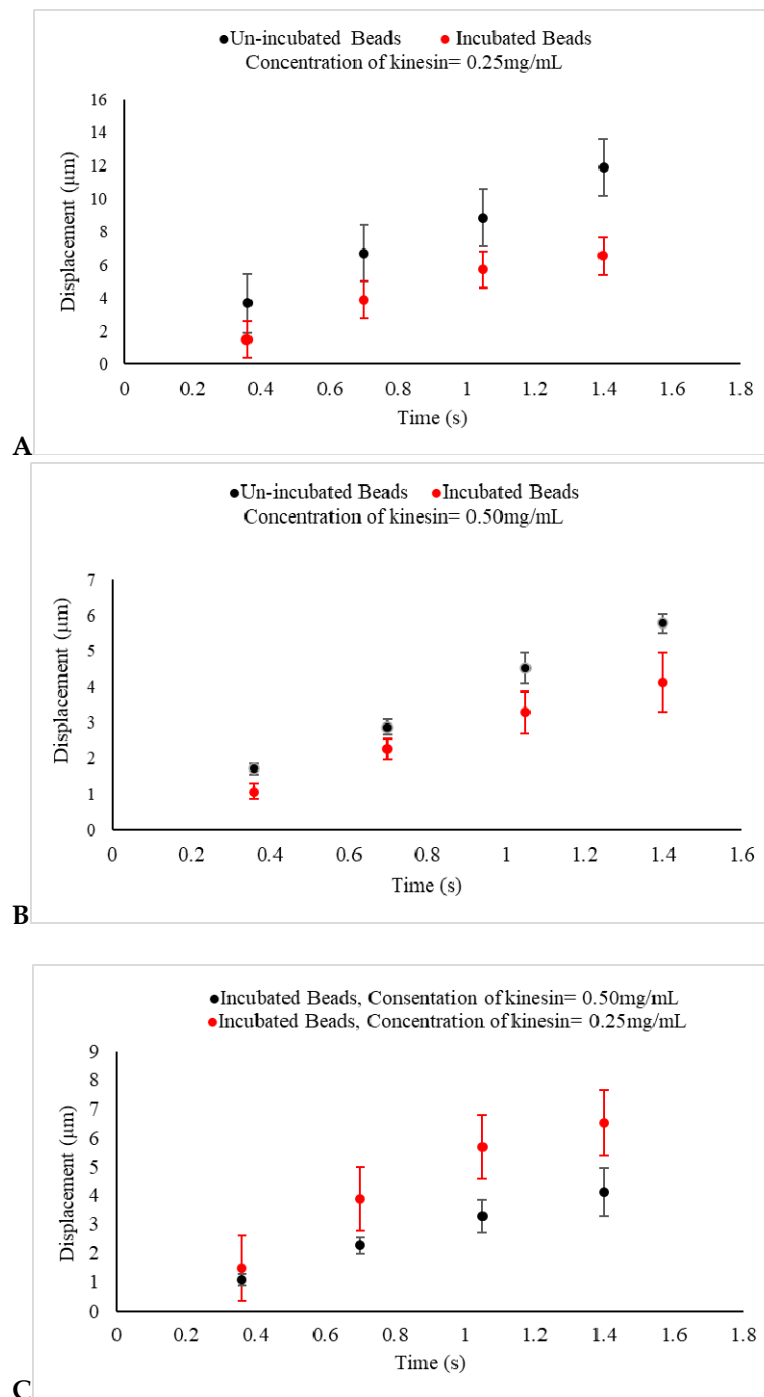 ●Un-incubated Beads ●Incubated Beads
Concentration of kinesin= 0.25mg/mL
16
14
12
10
8
6
4
2
0
Displacement (µm)
0 0.2 0.4 0.6 0.8 1 1.2 1.4 1.6 1.8
Time (s)
A
●Un-incubated Beads ●Incubated Beads
Concentration of kinesin= 0.50mg/mL
7
6
5
4
3
2
1
0
Displacement (µm)
0 0.2 0.4 0.6 0.8 1 1.2 1.4 1.6
Time (s)
B
●Incubated Beads, Consentation of kinesin= 0.50mg/mL
●Incubated Beads, Concentration of kinesin= 0.25mg/mL
9
8
7
6
5
4
3
2
1
0
Displacement (µm)
0 0.2 0.4 0.6 0.8 1 1.2 1.4 1.6 1.8
Time (s)
C